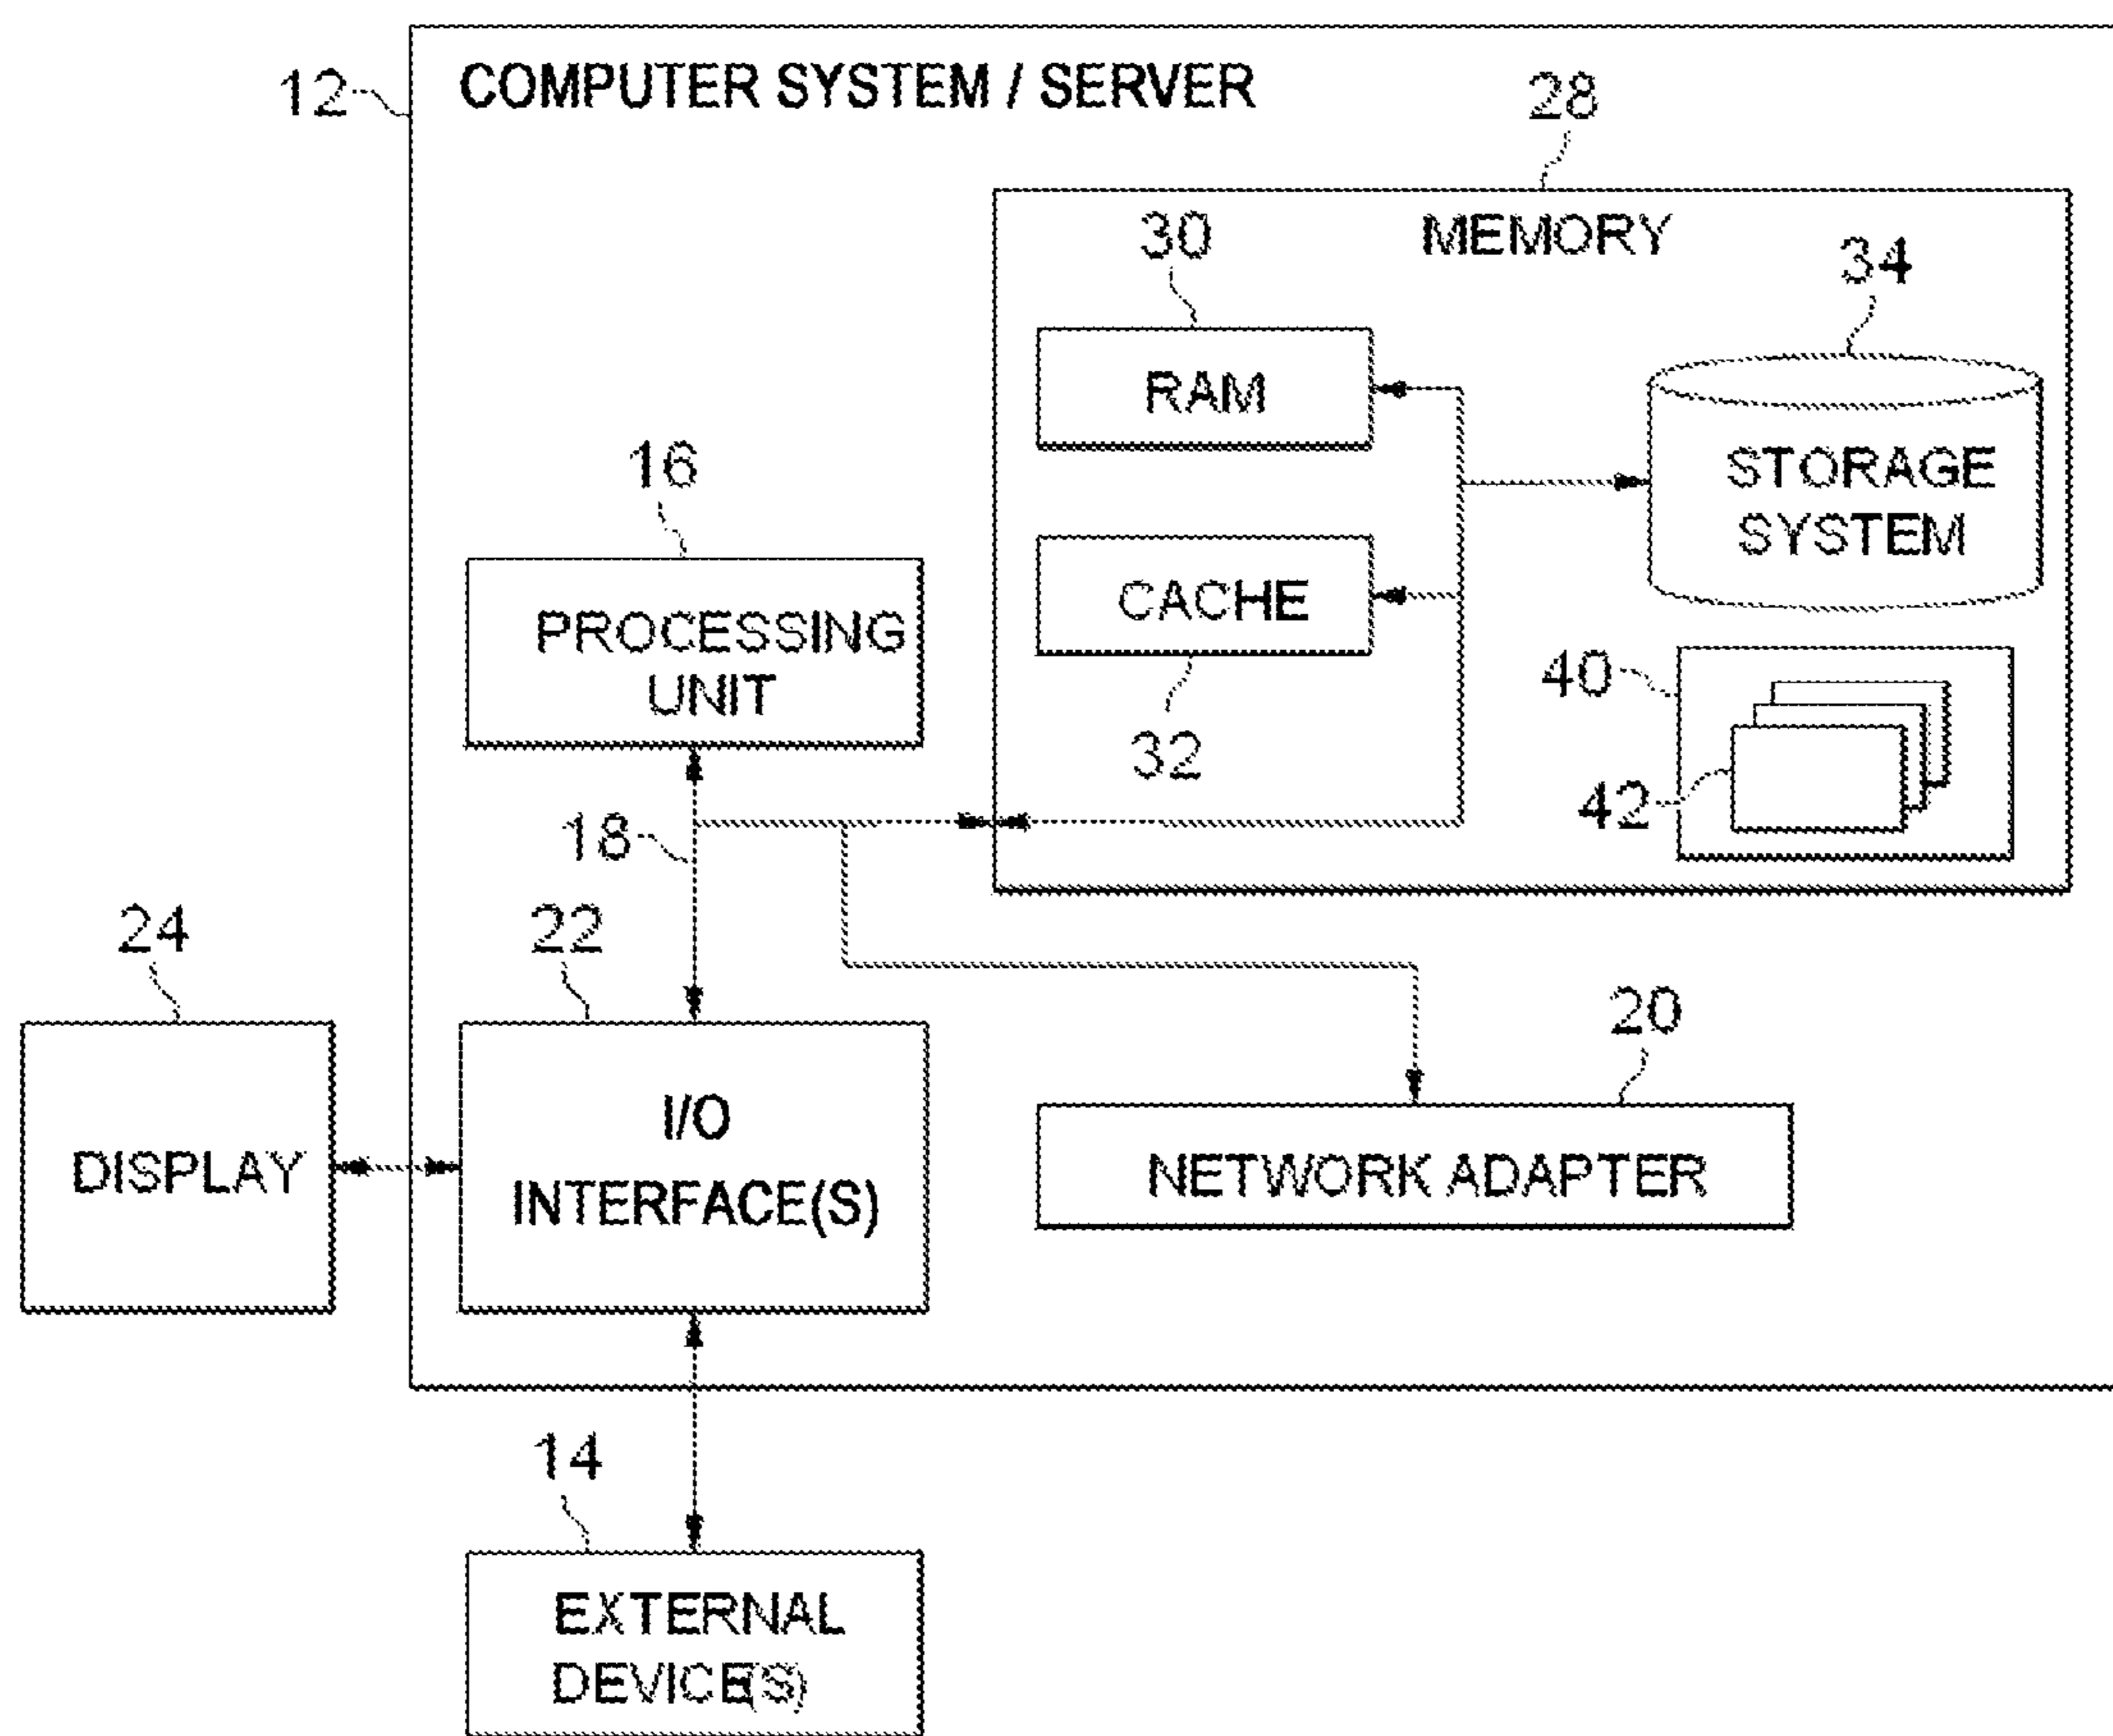 12
COMPUTER SYSTEM / SERVER
28
MEMORY
30
34
RAM
STORAGE
SYSTEM
16
PROCESSING
UNIT
CACHE
32
40
42
18
24
22
20
DISPLAY
I/O
INTERFACE(S)
NETWORK ADAPTER
14
EXTERNAL
DEVICE(S)